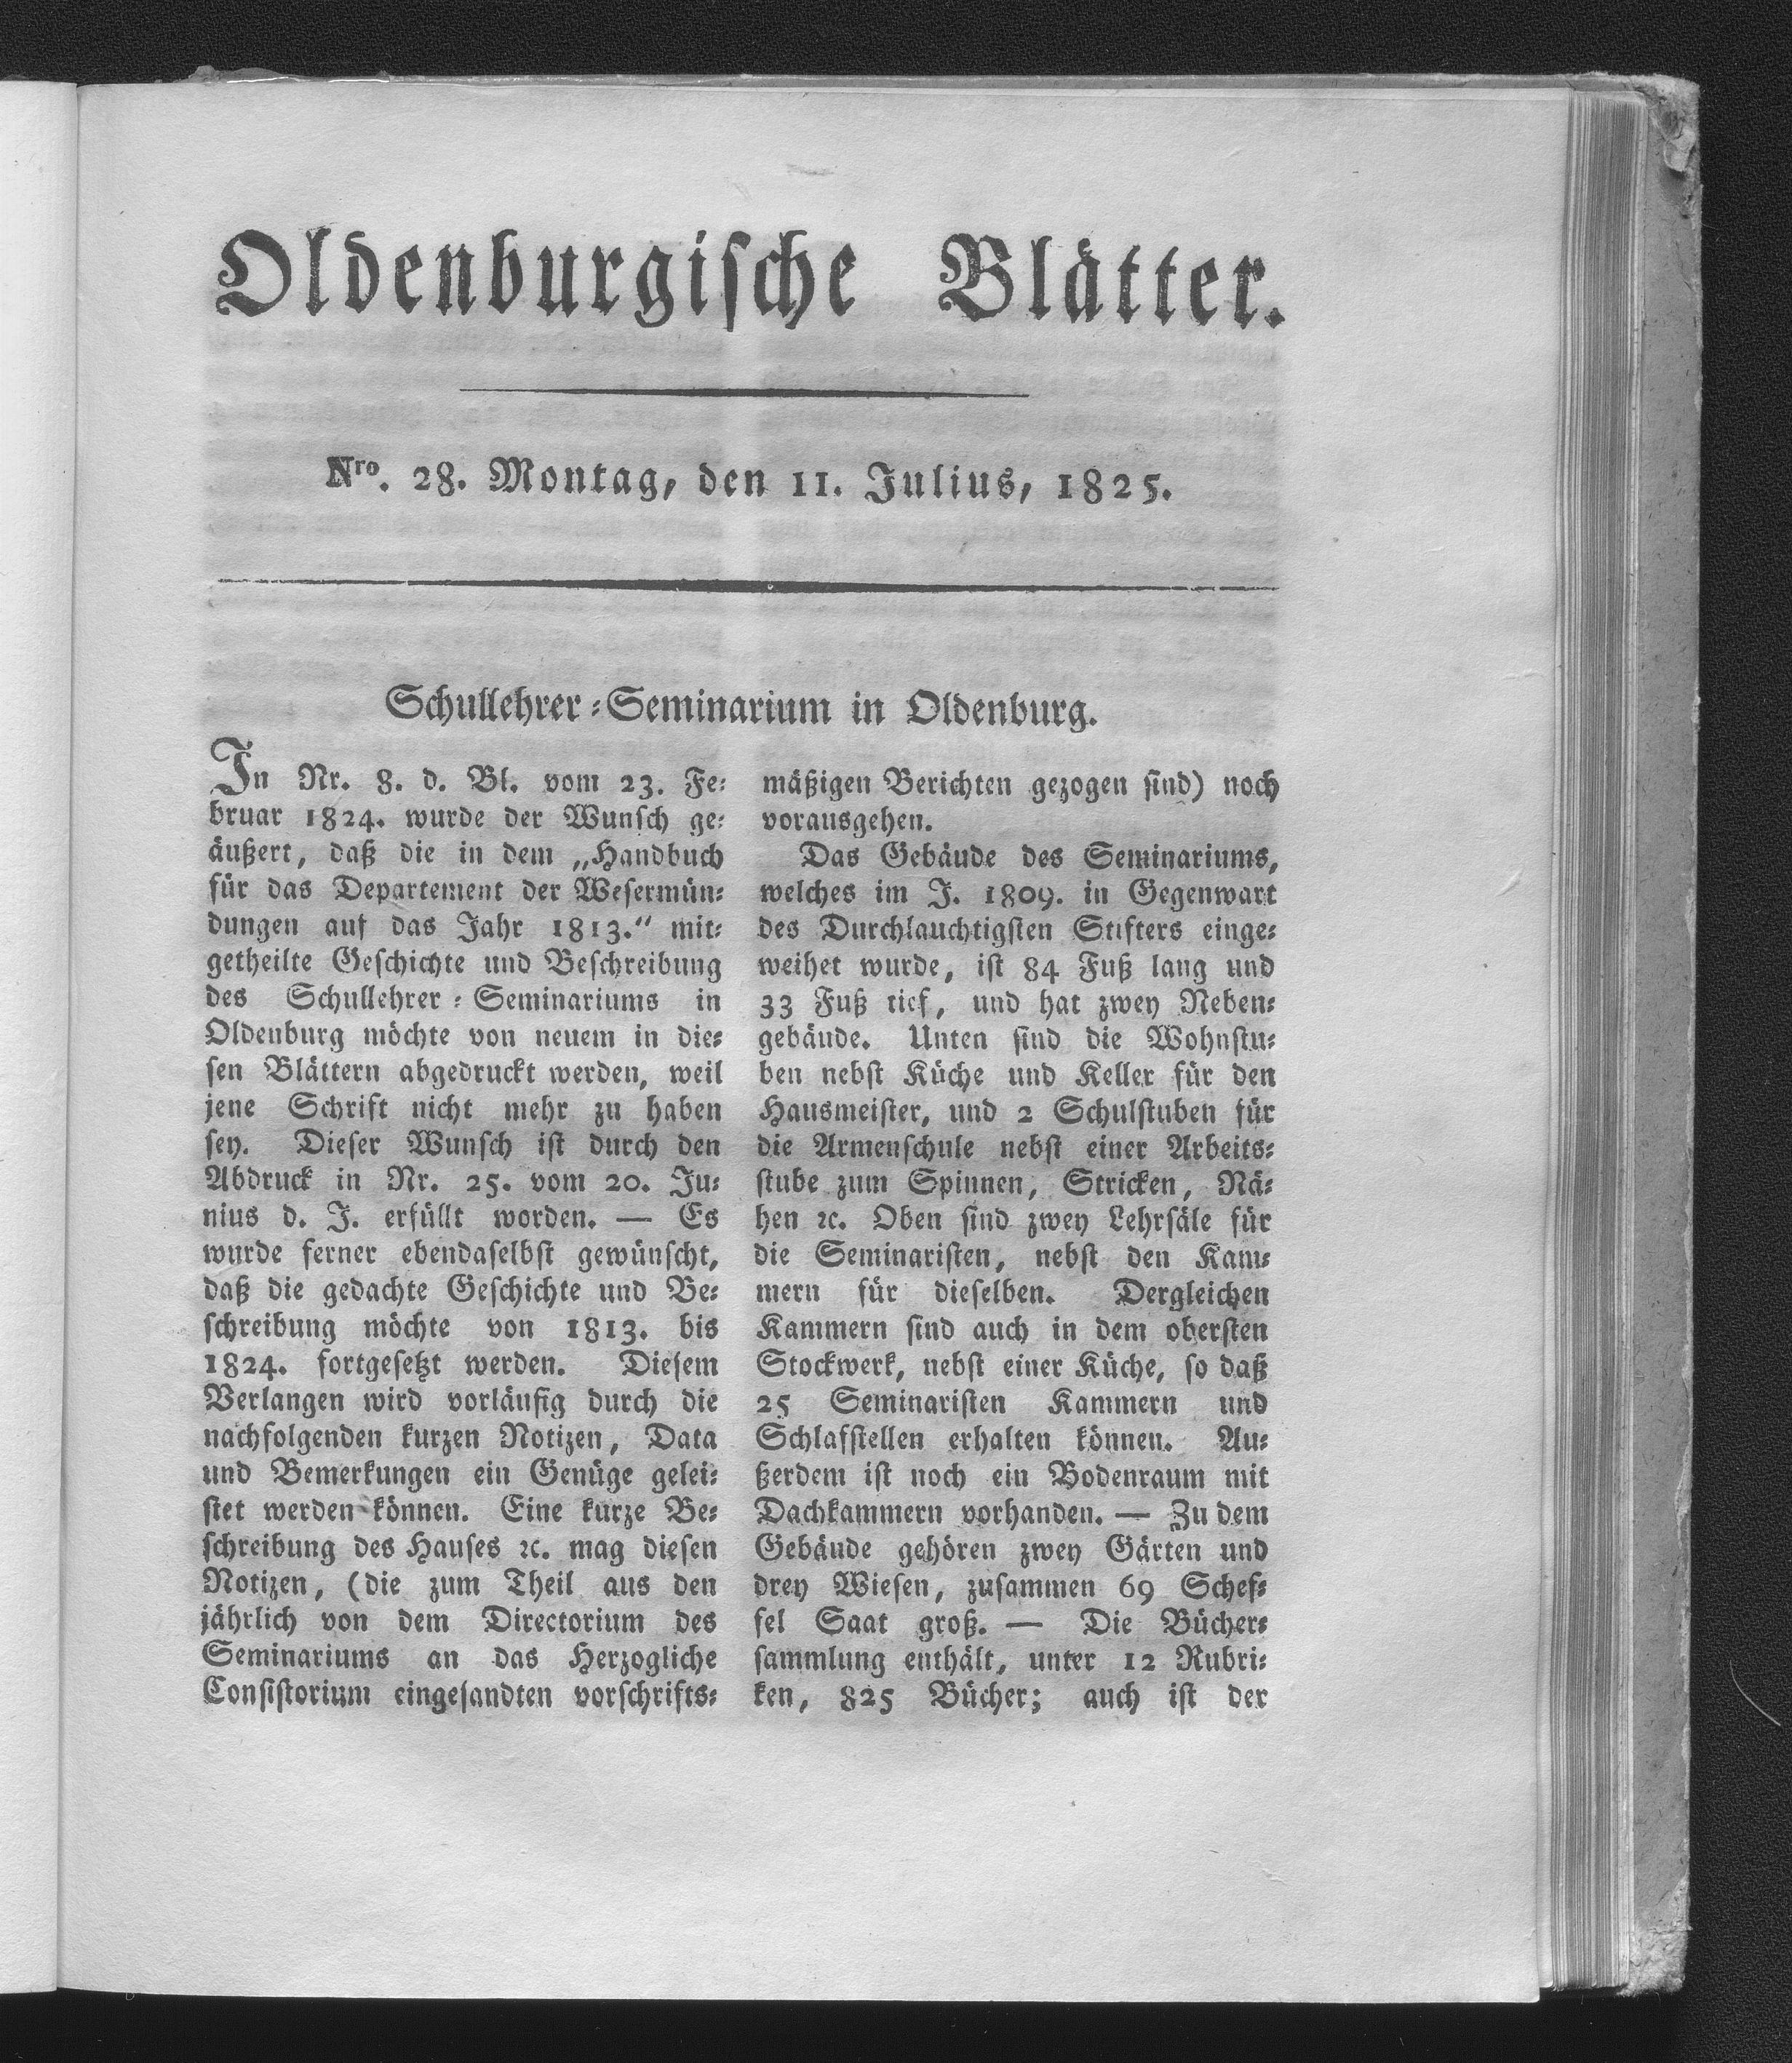 Oldenburgische Blätter.
Nro. 28. Montag, den 11. Julius, 1825.
Schullehrer-Seminarium in Oldenburg.
In Nr. 8. d. Bl. vom 23. Fe-
bruar 1824. wurde der Wunsch ge-
äußert, daß die in dem „Handbuch
für das Departement der Wesermün-
dungen auf das Jahr 1813.“ mit-
getheilte Geschichte und Beschreibung
des Schullehrer-Seminariums in
Oldenburg möchte von neuem in die-
sen Blättern abgedruckt werden, weil
jene Schrift nicht mehr zu haben
sey. Dieser Wunsch ist durch den
Abdruck in Nr. 25. vom 20. Ju-
nius d. J. erfüllt worden. — Es
wurde ferner ebendaselbst gewünscht,
daß die gedachte Geschichte und Be-
schreibung möchte von 1813. bis
1824. fortgesetzt werden. Diesem
Verlangen wird vorläufig durch die
nachfolgenden kurzen Notizen, Data
und Bemerkungen ein Genüge gelei-
stet werden können. Eine kurze Be-
schreibung des Hauses ꝛc. mag diesen
Notizen, (die zum Theil aus den
jährlich von dem Directorium des
Seminariums an das Herzogliche
Consistorium eingesandten vorschrifts-
mäßigen Berichten gezogen sind) noch
vorausgehen.
Das Gebäude des Seminariums,
welches im J. 1809. in Gegenwart
des Durchlauchtigsten Stifters einge-
weihet wurde, ist 84 Fuß lang und
33 Fuß tief, und hat zwey Neben-
gebäude. Unten sind die Wohnstu-
ben nebst Küche und Keller für den
Hausmeister, und 2 Schulstuben für
die Armenschule nebst einer Arbeits-
stube zum Spinnen, Stricken, Nä-
hen ꝛc. Oben sind zwey Lehrsäle für
die Seminaristen, nebst den Kam-
mern für dieselben. Dergleichen
Kammern sind auch in dem obersten
Stockwerk, nebst einer Küche, so daß
25 Seminaristen Kammern und
Schlafstellen erhalten können. Au-
ßerdem ist noch ein Bodenraum mit
Dachkammern vorhanden. — Zu dem
Gebäude gehören zwey Gärten und
drey Wiesen, zusammen 69 Schef-
fel Saat groß. — Die Bücher-
sammlung enthält, unter 12 Rubri-
ken, 825 Bücher; auch ist der